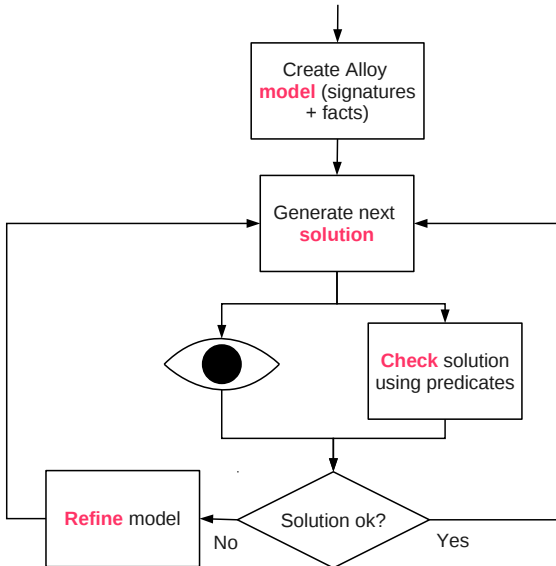 Create Alloy
model (signatures
+ facts)
Generate next
solution
Check solution
using predicates
Refine model
No
Solution ok?
Yes